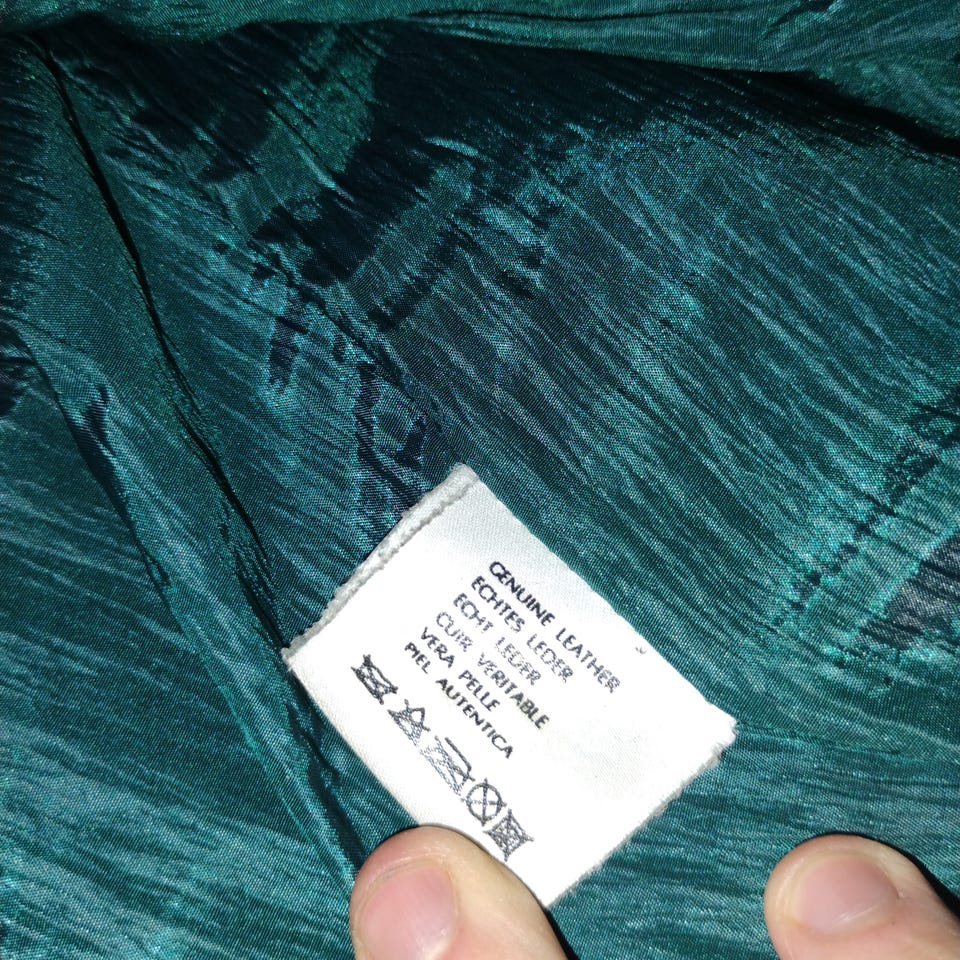 GENUINE LEATHER
ECHTES LEDER
ECHT LEDER
CUIR VERITABLE
VERA PELLE
PIEL AUTENTICA